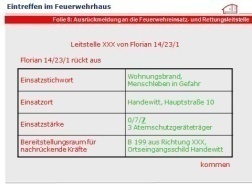 Eintreffen im Feuerwehrhaus
Folie 6: Ausrückmeldung an die Feuerwehreinsatz- und Rettungsleitstelle
Leitstelle XXX von Florian 14/23/1
Florian 14/23/1 rückt aus
Einsatzstichwort
Wohnungsbrand,
Menschleben in Gefahr
Einsatzort
Handewitt, Hauptstraße 10
Einsatzstärke
0/7/7
3 Atemschutzgeräteträger
Bereitstellungsraum für
nachrückende Kräfte
B 199 aus Richtung XXX,
Ortseingangsschild Handewitt
kommen